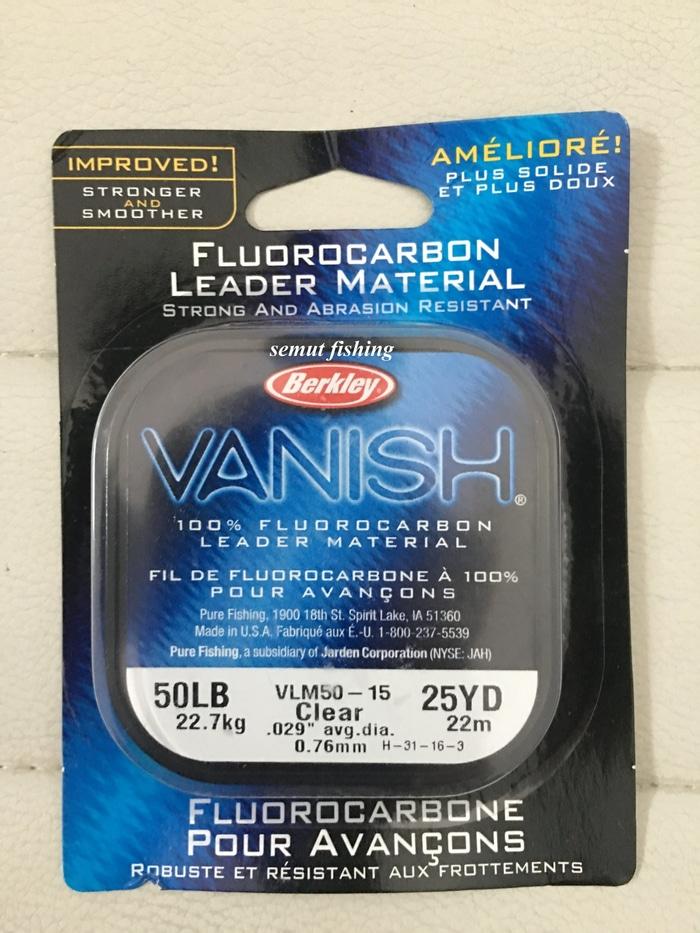 IMPROVED!
STRONGER
AND
SMOOTHER
AMÉLIORÉ!
PLUS SOLIDE
ET PLUS DOUX
FLUOROCARBON
LEADER MATERIAL
STRONG AND ABRASION RESISTANT
semut fishing
Berkley
VANISH®
100% FLUOROCARBON
LEADER MATERIAL
FIL DE FLUOROCARBONE À 100%
POUR AVANÇONS
Pure Fishing, 1900 18th St. Spirit Lake, IA 51360
Made in U.S.A. Fabriqué aux É.-U. 1-800-237-5539
Pure Fishing, a subsidiary of Jarden Corporation (NYSE: JAH)
50LB
22.7kg
VLM50-15
Clear
.029" avg.dia.
0.76mm H-31-16-3
25YD
22m
FLUOROCARBONE
POUR AVANÇONS
ROBUSTE ET RÉSISTANT AUX FROTTEMENTS